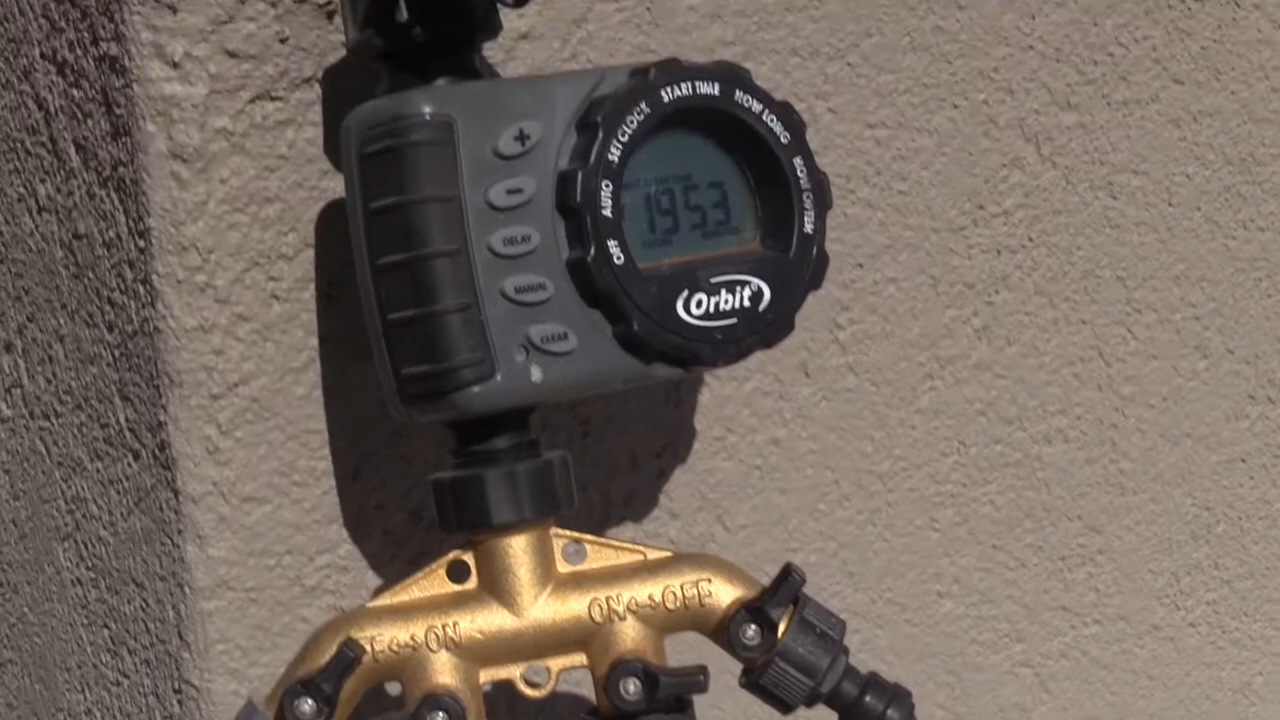 START TIME
HOW LONG
SET CLOCK
HOW OFTEN
AUTO
OFF
+
-
DELAY
MANUAL
CLEAR
1953
Orbit®
ON↔OFF
F↔ON